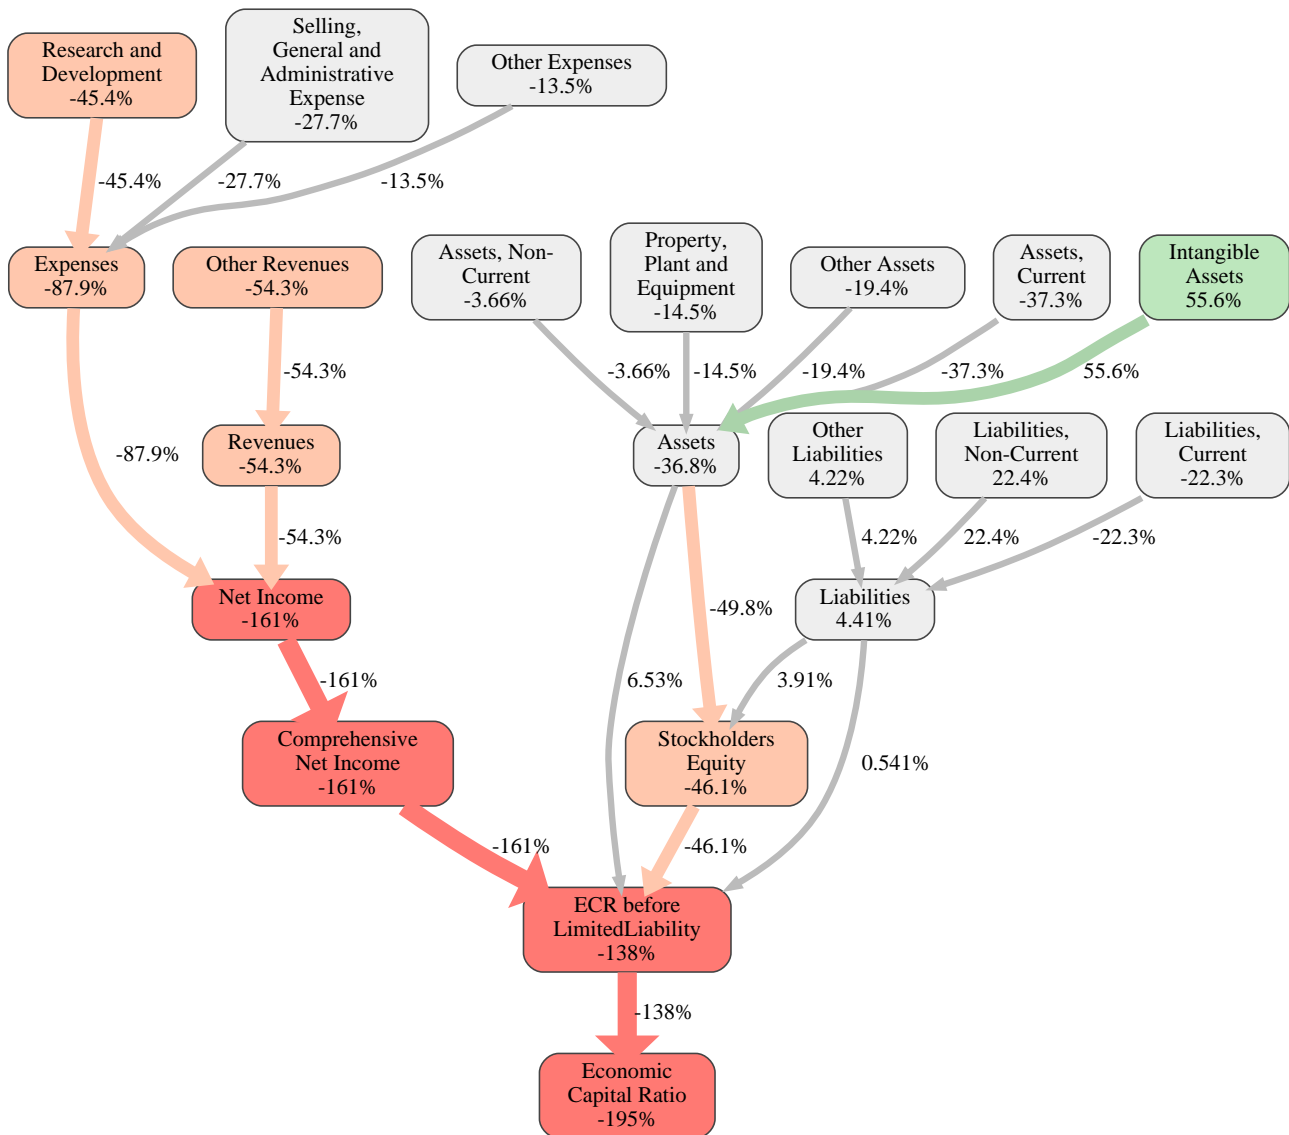 Research and
Development
-45.4%
Selling,
General and
Administrative
Expense
-27.7%
Other Expenses
-13.5%
-45.4%
-27.7%
-13.5%
Expenses
-87.9%
Other Revenues
-54.3%
Assets, Non-
Current
-3.66%
Property,
Plant and
Equipment
-14.5%
Other Assets
-19.4%
Assets,
Current
-37.3%
Intangible
Assets
55.6%
-54.3%
-3.66%
-14.5%
-19.4%
-37.3%
55.6%
-87.9%
Revenues
-54.3%
Assets
-36.8%
Other
Liabilities
4.22%
Liabilities,
Non-Current
22.4%
Liabilities,
Current
-22.3%
-54.3%
4.22%
22.4%
-22.3%
Net Income
-161%
-49.8%
Liabilities
4.41%
-161%
6.53%
3.91%
Comprehensive
Net Income
-161%
Stockholders
Equity
-46.1%
0.541%
-161%
-46.1%
ECR before
LimitedLiability
-138%
-138%
Economic
Capital Ratio
-195%